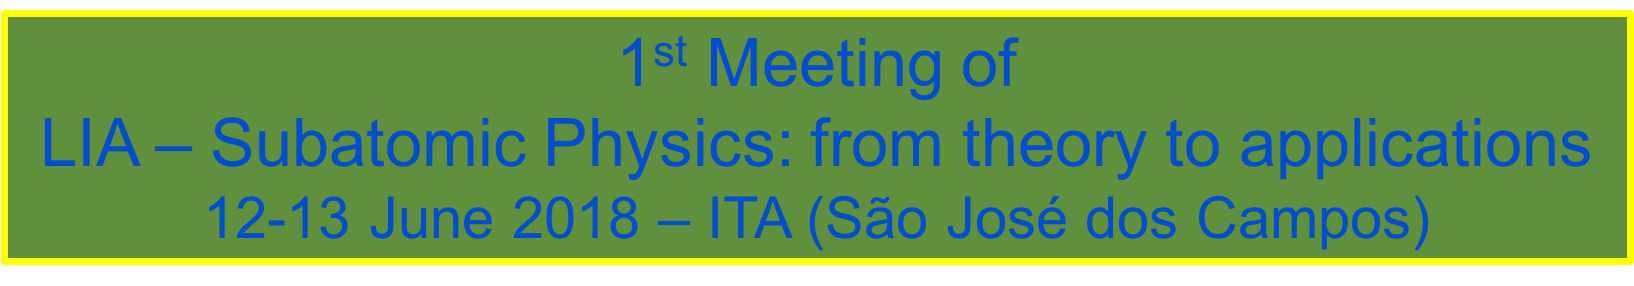 1st Meeting of
LIA – Subatomic Physics: from theory to applications
12-13 June 2018 – ITA (São José dos Campos)